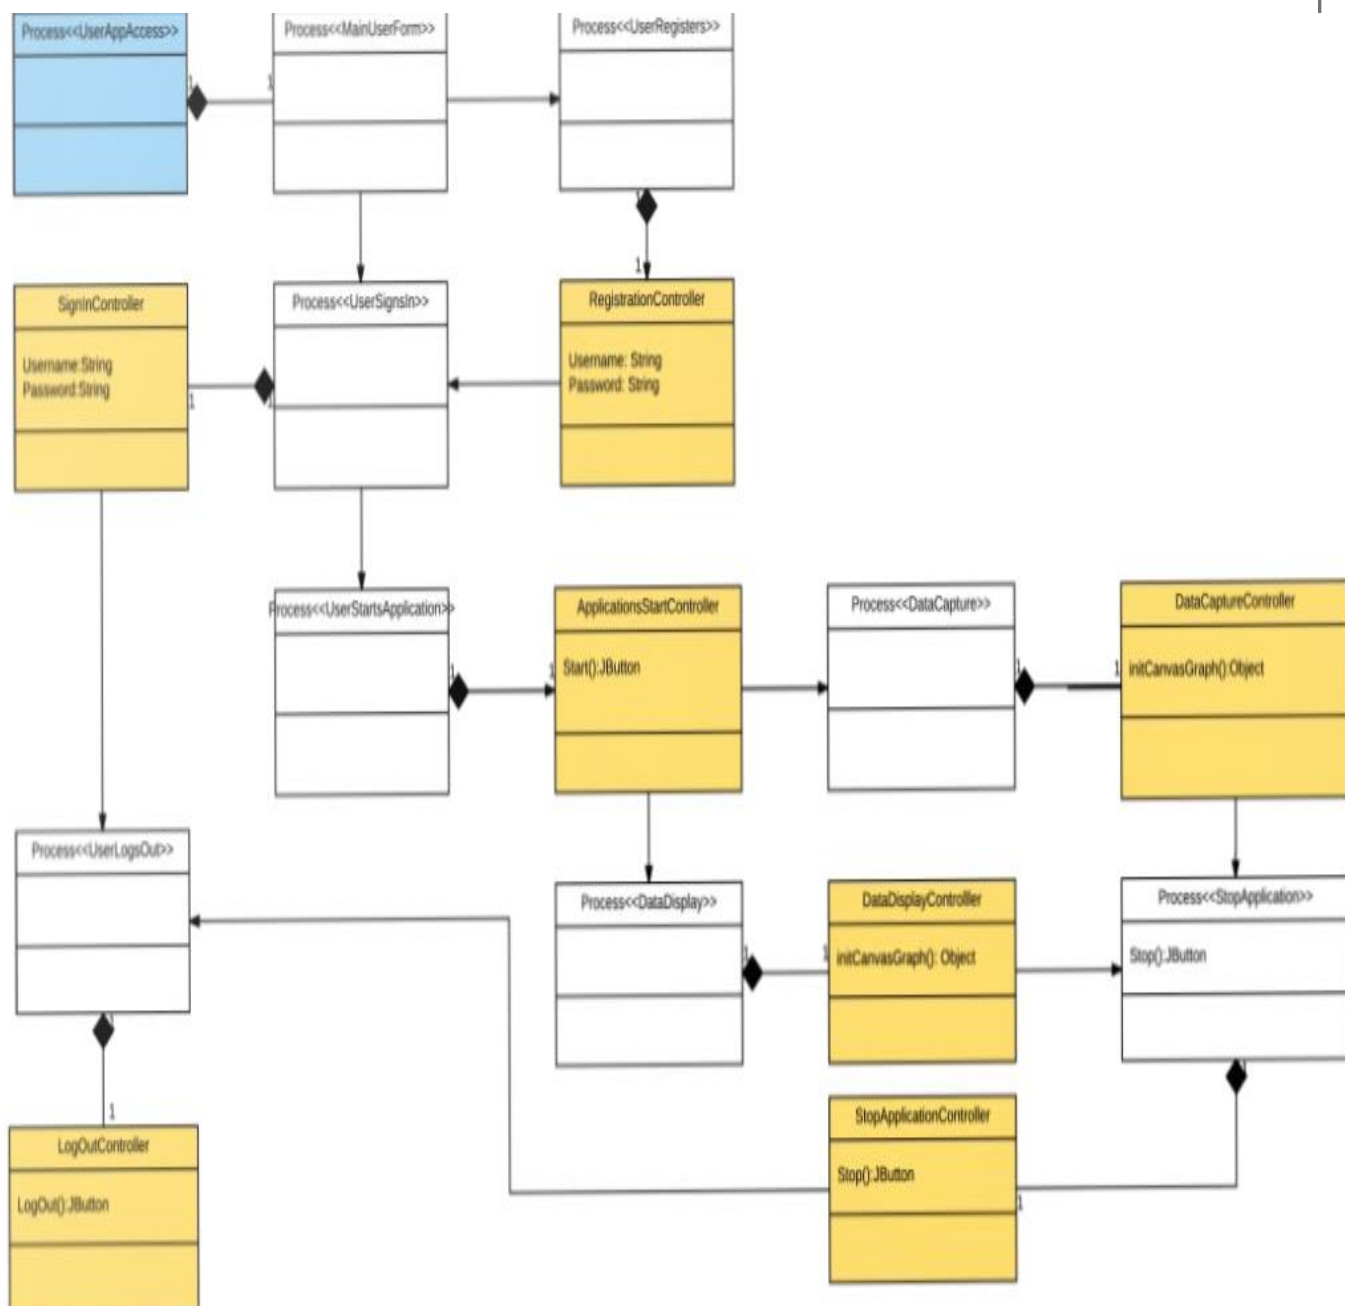 Process<<UserAppAccess>>
1
1
Process<<MainUserForm>>
Process<<UserRegisters>>
1
1
SignInController
Username:String
Password:String
1
Process<<UserSignsIn>>
RegistrationController
Username: String
Password: String
Process<<UserStartsApplication>>
1
1
ApplicationsStartController
Start():JButton
Process<<DataCapture>>
1
1
DataCaptureController
initCanvasGraph():Object
Process<<UserLogsOut>>
1
Process<<DataDisplay>>
1
1
DataDisplayControlller
initCanvasGraph(): Object
Process<<StopApplication>>
Stop():JButton
LogOutController
LogOut():JButton
StopApplicationController
Stop():JButton
1